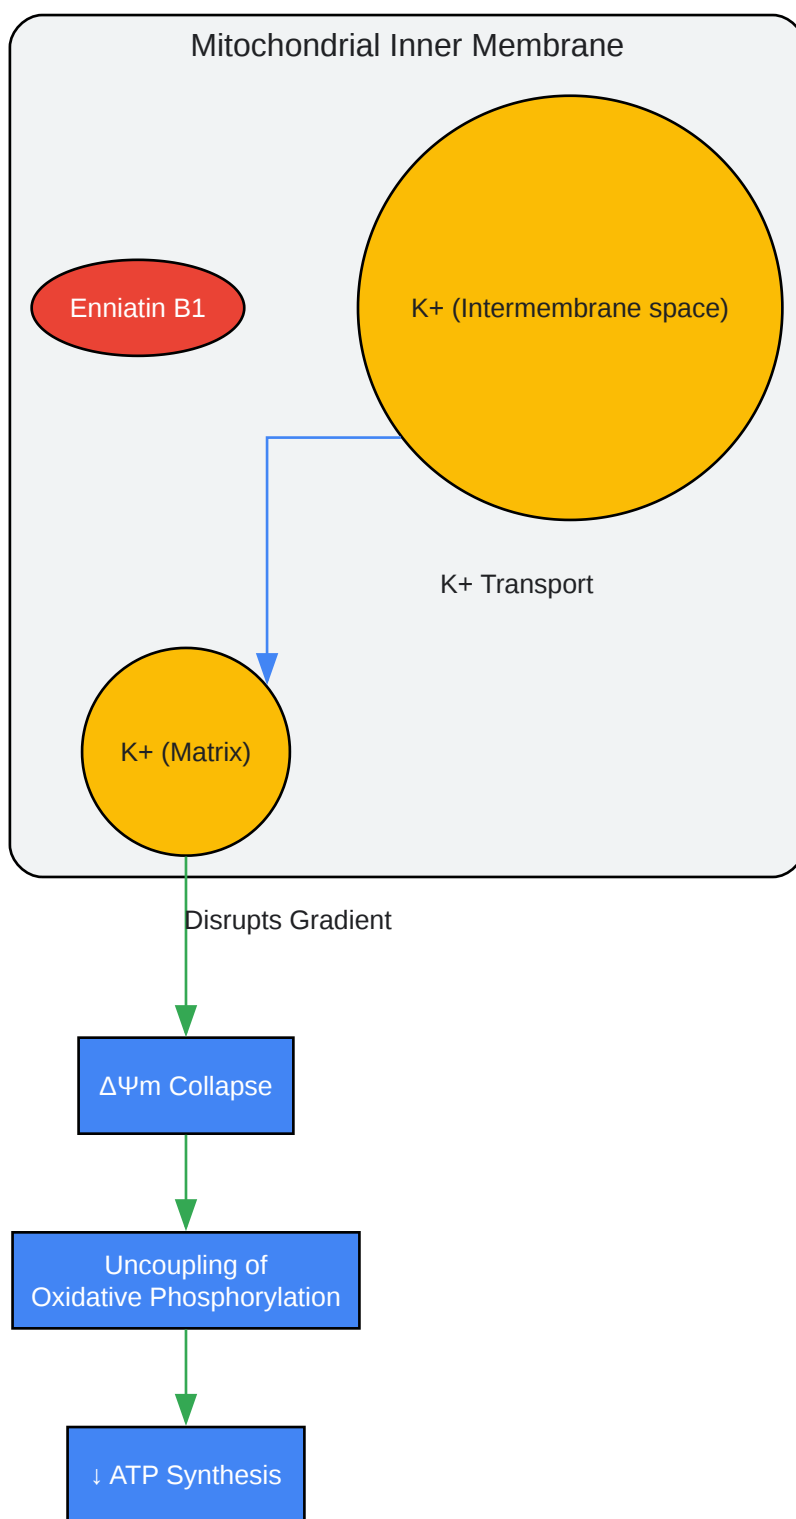 Mitochondrial Inner Membrane
Enniatin B1
K+ (Intermembrane space)
K+ Transport
K+ (Matrix)
Disrupts Gradient
ΔΨm Collapse
Uncoupling of
Oxidative Phosphorylation
↓ ATP Synthesis